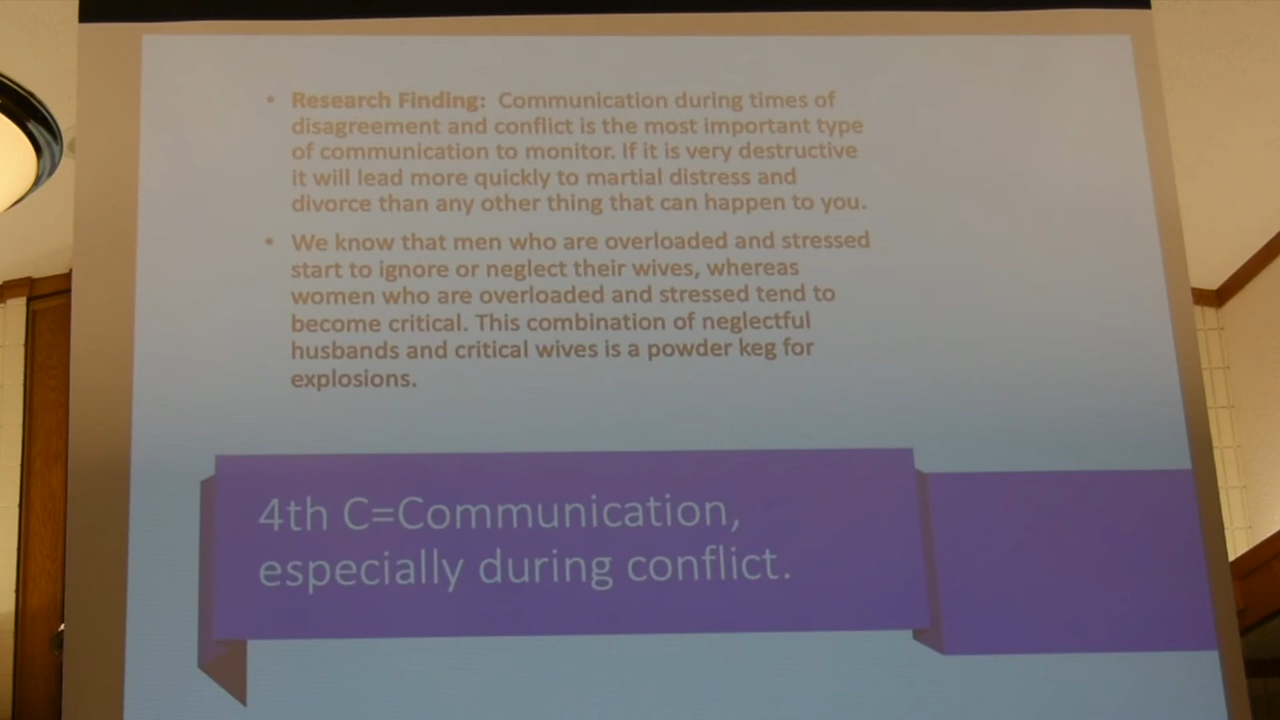 • Research Finding: Communication during times of
disagreement and conflict is the most important type
of communication to monitor. If it is very destructive
it will lead more quickly to martial distress and
divorce than any other thing that can happen to you.
• We know that men who are overloaded and stressed
start to ignore or neglect their wives, whereas
women who are overloaded and stressed tend to
become critical. This combination of neglectful
husbands and critical wives is a powder keg for
explosions.
4th C=Communication,
especially during conflict.